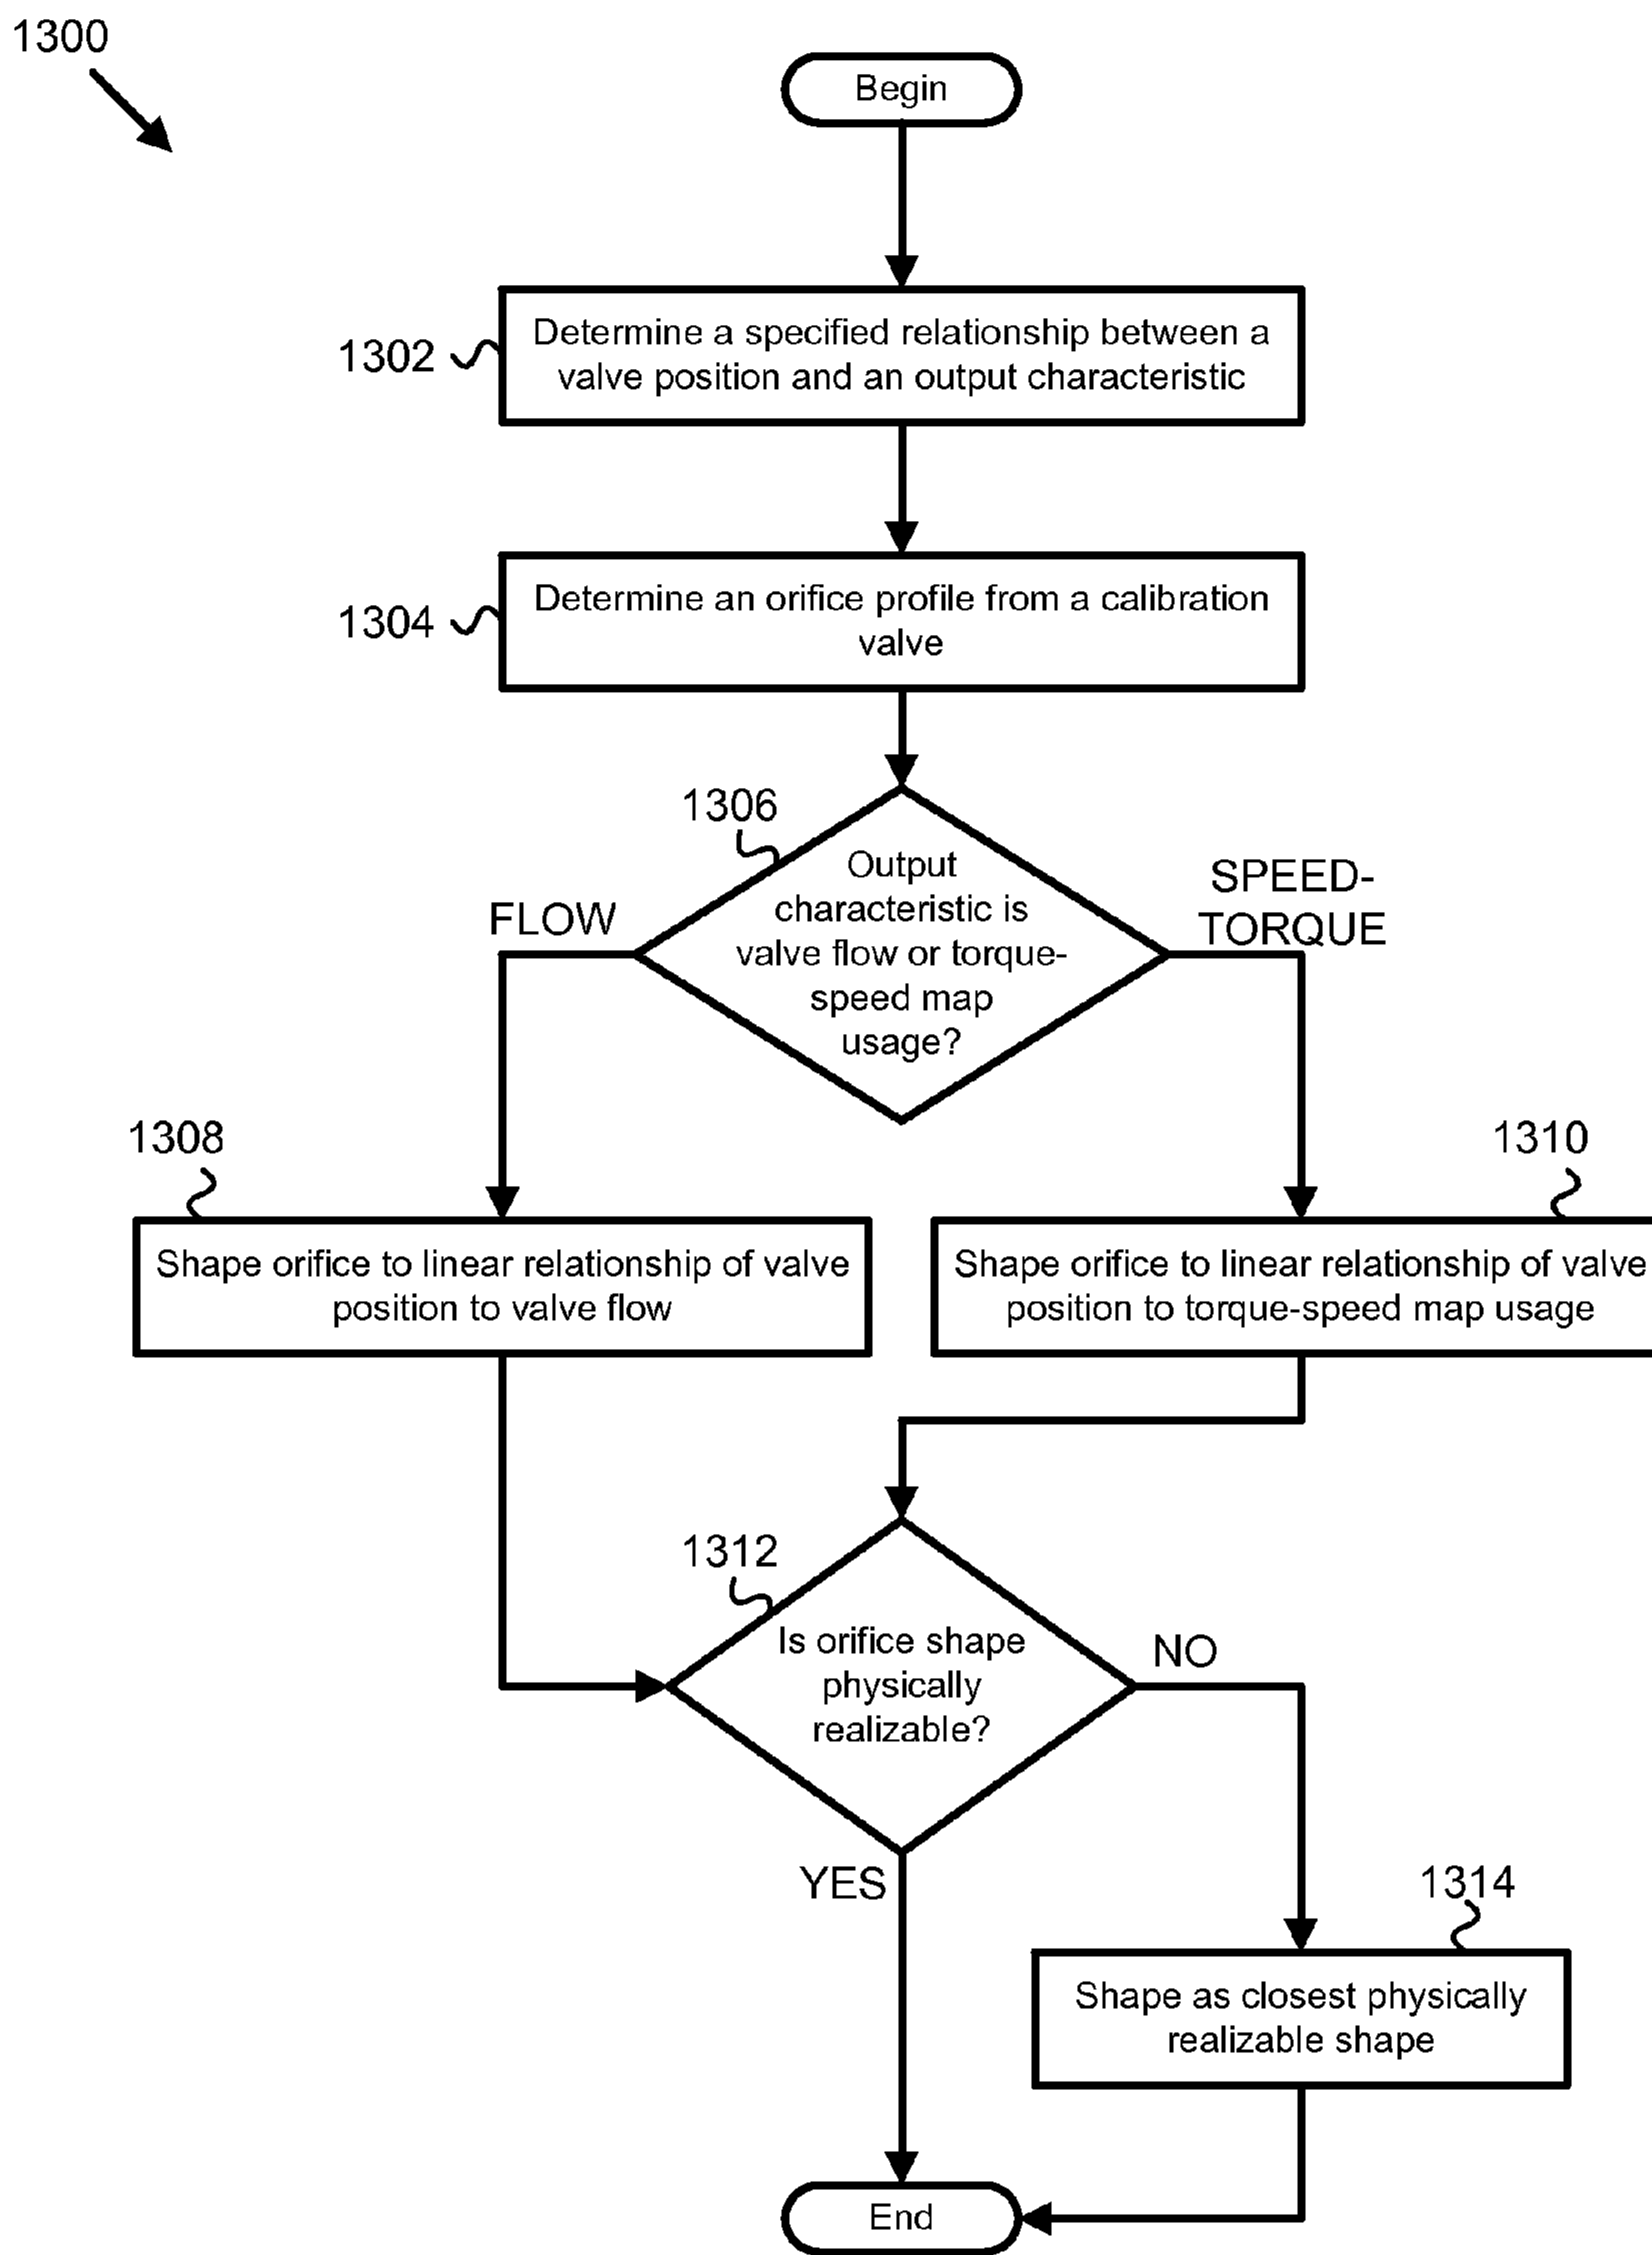 1300
Begin
1302
Determine a specified relationship between a
valve position and an output characteristic
1304
Determine an orifice profile from a calibration
valve
1306
Output
characteristic is
valve flow or torque-
speed map
usage?
FLOW
SPEED-
TORQUE
1308
Shape orifice to linear relationship of valve
position to valve flow
1310
Shape orifice to linear relationship of valve
position to torque-speed map usage
1312
Is orifice shape
physically
realizable?
NO
YES
1314
Shape as closest physically
realizable shape
End